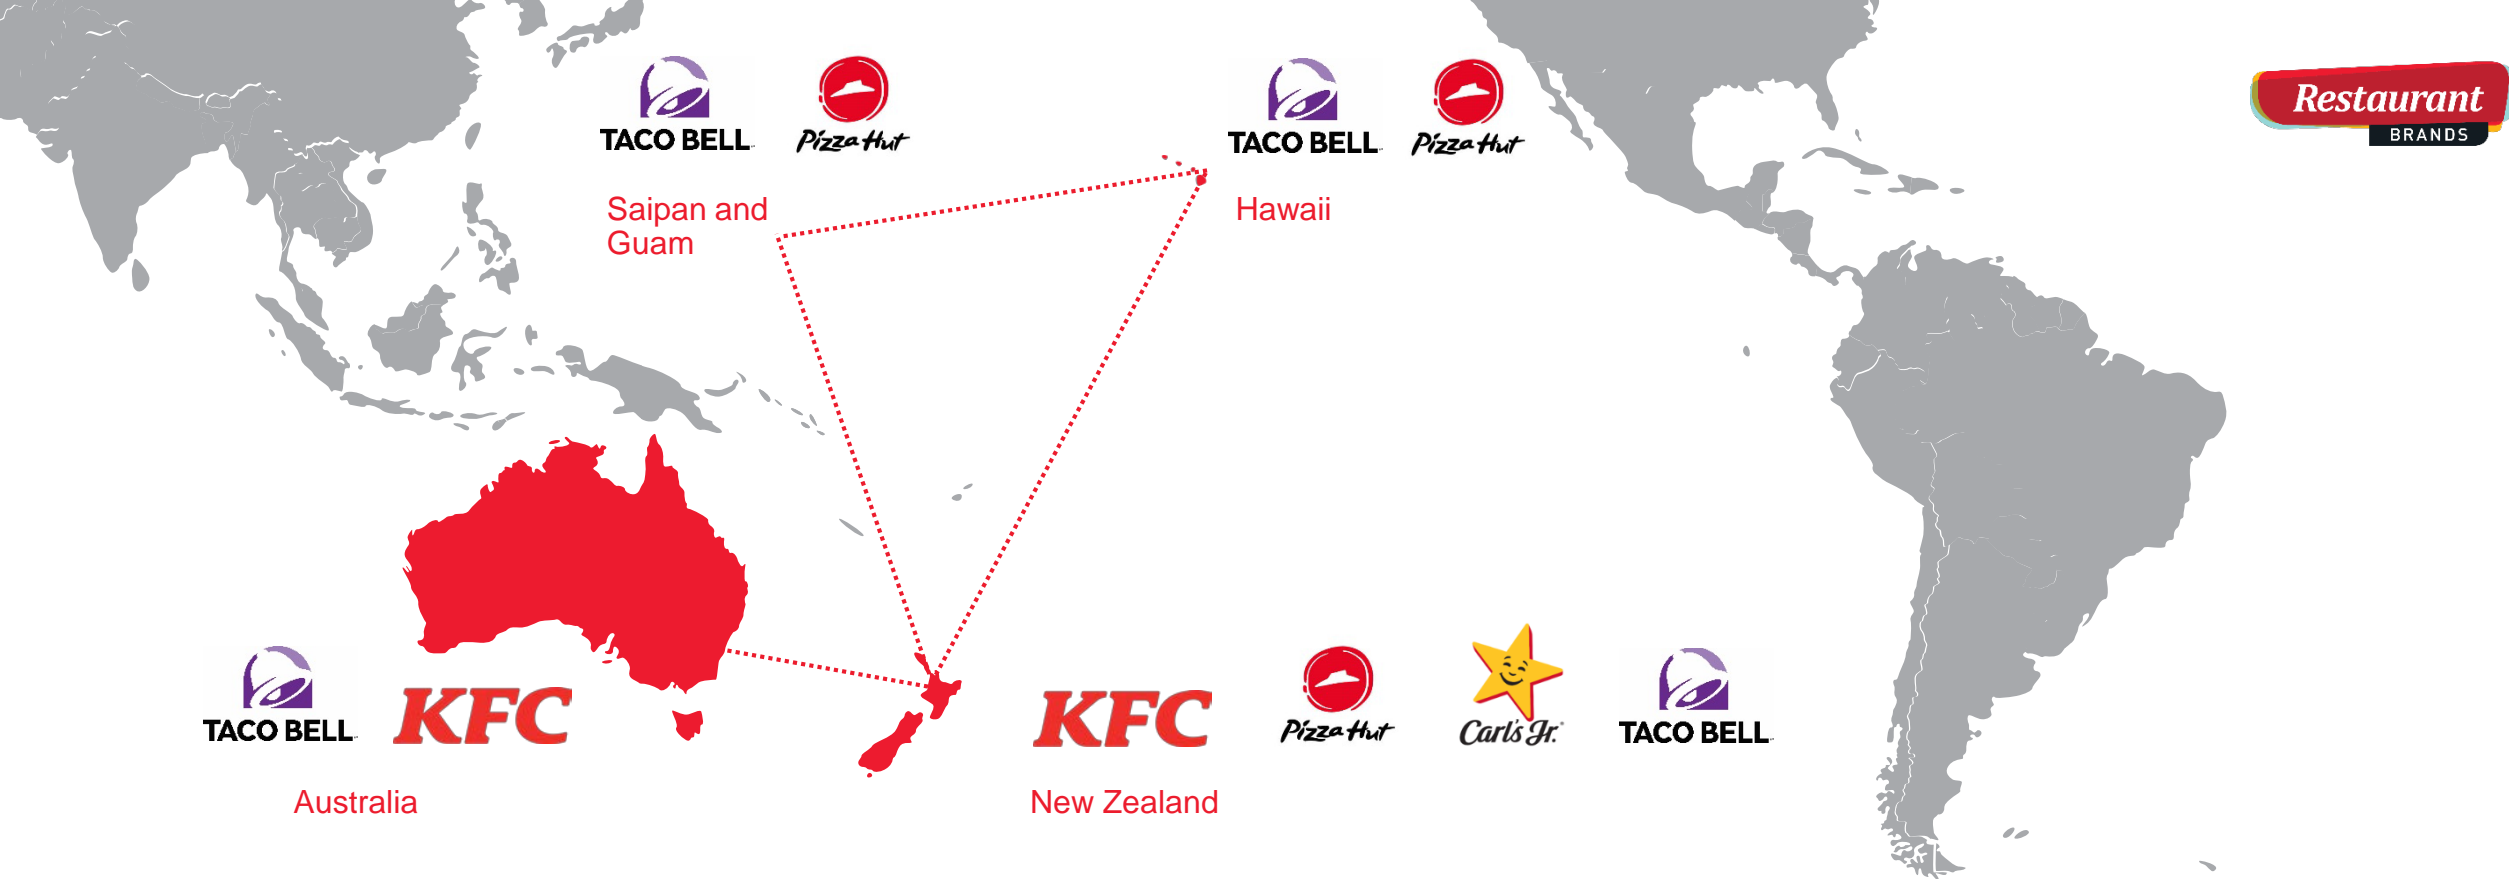 TACO BELL
Pizza Hut
TACO BELL
Pizza Hut
Restaurant
BRANDS
Saipan and
Guam
Hawaii
TACO BELL
KFC
KFC
Pizza Hut
Carl's Jr.
TACO BELL
Australia
New Zealand